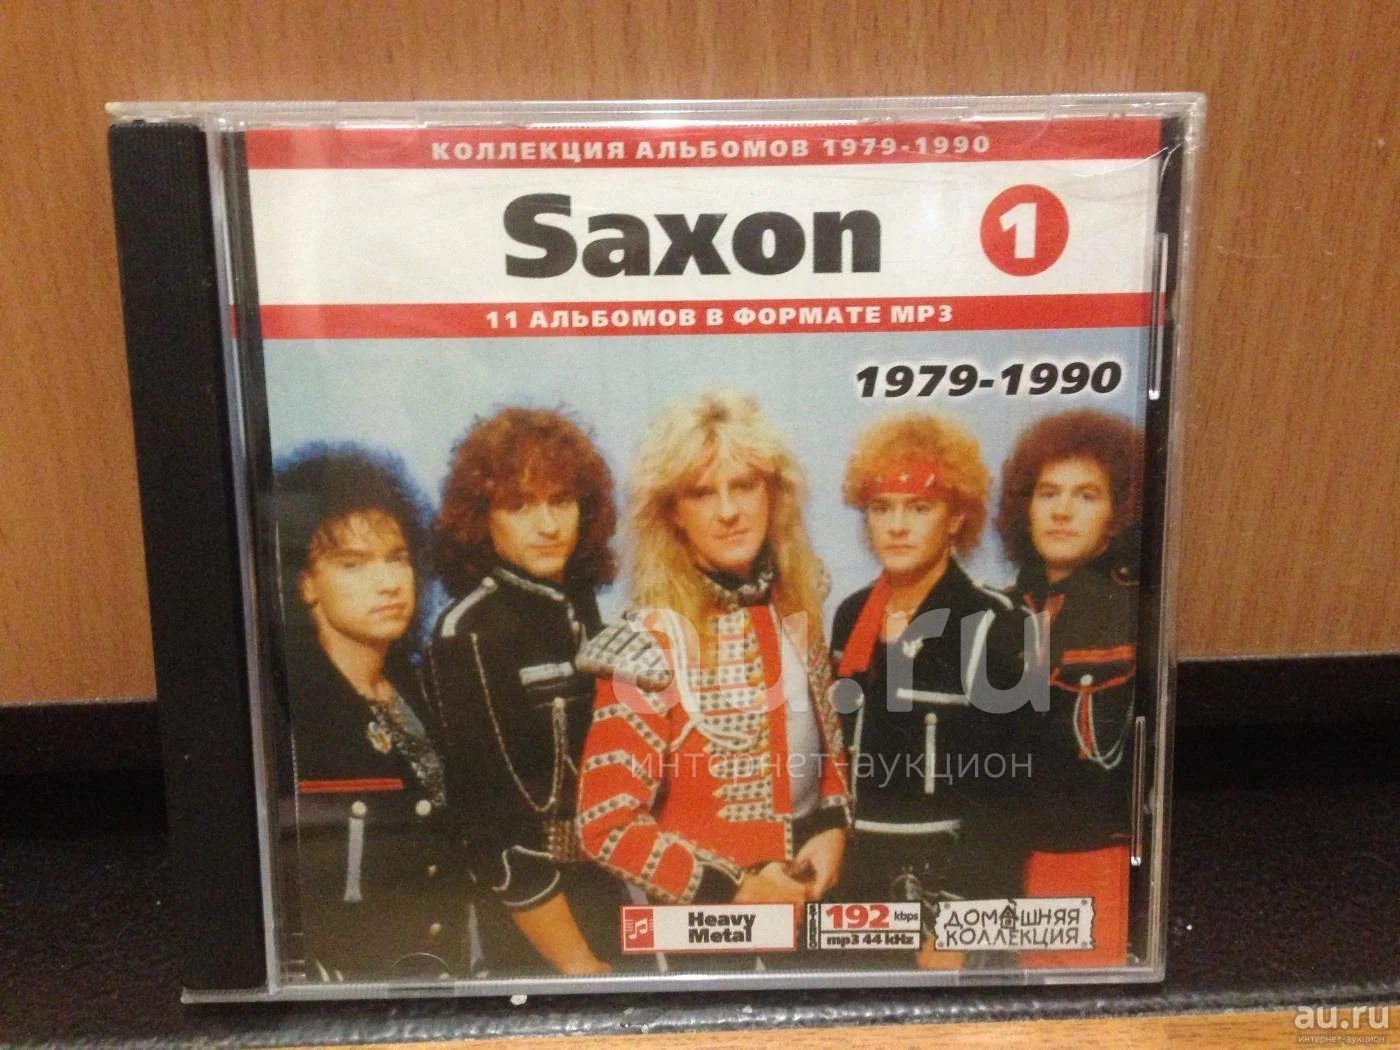 КОЛЛЕКЦИЯ АЛЬБОМОВ 1979-1990
Saxon 1
11 АЛЬБОМОВ В ФОРМАТЕ MP3
1979-1990
au.ru
интернет-аукцион
Heavy
Metal
STEREO
192 kbps
mp3 44 kHz
ДОМАШНЯЯ
КОЛЛЕКЦИЯ
au.ru
интернет-аукцион